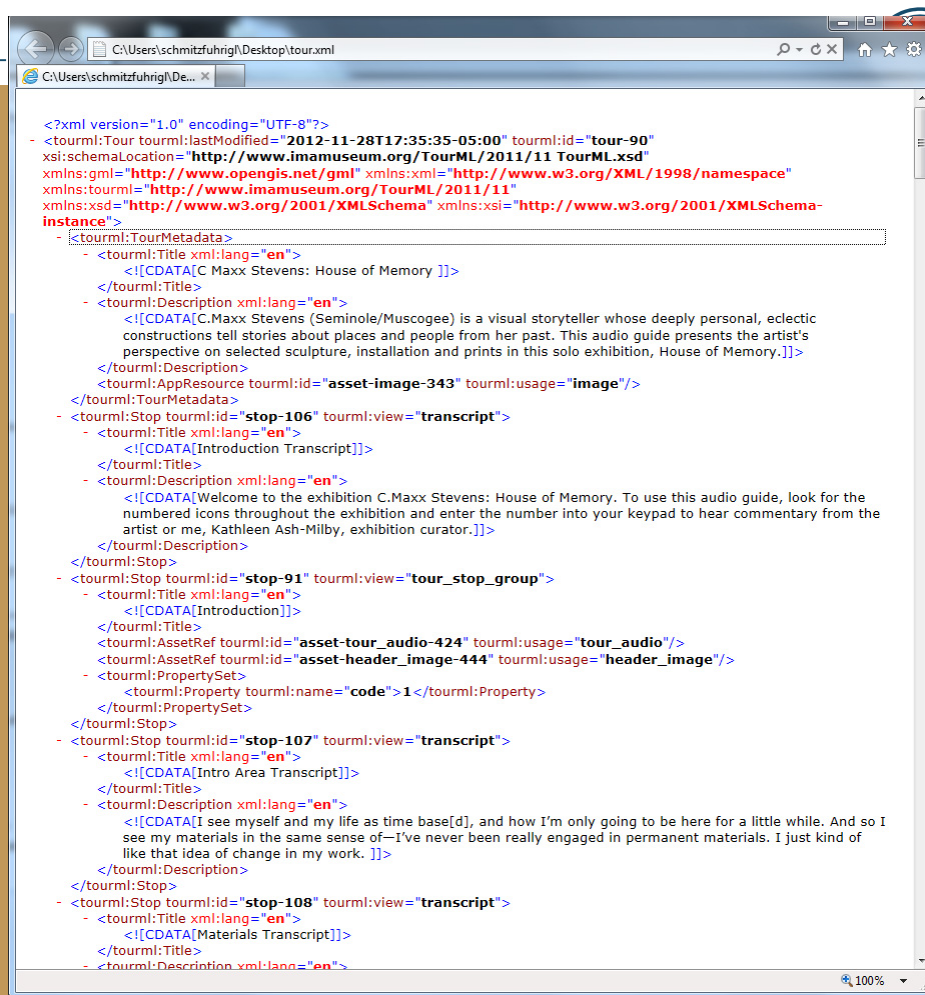 C:\Users\schmitzfuhrigl\Desktop\tour.xml
C:\Users\schmitzfuhrigl\De...
<?xml version="1.0" encoding="UTF-8"?>
- <tourml:Tour tourml:lastModified="2012-11-28T17:35:35-05:00" tourml:id="tour-90"
xsi:schemaLocation="http://www.imamuseum.org/TourML/2011/11 TourML.xsd"
xmlns:gml="http://www.opengis.net/gml" xmlns:xml="http://www.w3.org/XML/1998/namespace"
xmlns:tourml="http://www.imamuseum.org/TourML/2011/11"
xmlns:xsd="http://www.w3.org/2001/XMLSchema" xmlns:xsi="http://www.w3.org/2001/XMLSchema-
instance">
- <tourml:TourMetadata>
- <tourml:Title xml:lang="en">
<![CDATA[C Maxx Stevens: House of Memory ]]>
</tourml:Title>
- <tourml:Description xml:lang="en">
<![CDATA[C.Maxx Stevens (Seminole/Muscogee) is a visual storyteller whose deeply personal, eclectic
constructions tell stories about places and people from her past. This audio guide presents the artist's
perspective on selected sculpture, installation and prints in this solo exhibition, House of Memory.]]>
</tourml:Description>
<tourml:AppResource tourml:id="asset-image-343" tourml:usage="image"/>
</tourml:TourMetadata>
- <tourml:Stop tourml:id="stop-106" tourml:view="transcript">
- <tourml:Title xml:lang="en">
<![CDATA[Introduction Transcript]]>
</tourml:Title>
- <tourml:Description xml:lang="en">
<![CDATA[Welcome to the exhibition C.Maxx Stevens: House of Memory. To use this audio guide, look for the
numbered icons throughout the exhibition and enter the number into your keypad to hear commentary from the
artist or me, Kathleen Ash-Milby, exhibition curator.]]>
</tourml:Description>
</tourml:Stop>
- <tourml:Stop tourml:id="stop-91" tourml:view="tour_stop_group">
- <tourml:Title xml:lang="en">
<![CDATA[Introduction]]>
</tourml:Title>
<tourml:AssetRef tourml:id="asset-tour_audio-424" tourml:usage="tour_audio"/>
<tourml:AssetRef tourml:id="asset-header_image-444" tourml:usage="header_image"/>
- <tourml:PropertySet>
<tourml:Property tourml:name="code">1</tourml:Property>
</tourml:PropertySet>
</tourml:Stop>
- <tourml:Stop tourml:id="stop-107" tourml:view="transcript">
- <tourml:Title xml:lang="en">
<![CDATA[Intro Area Transcript]]>
</tourml:Title>
- <tourml:Description xml:lang="en">
<![CDATA[I see myself and my life as time base[d], and how I’m only going to be here for a little while. And so I
see my materials in the same sense of—I’ve never been really engaged in permanent materials. I just kind of
like that idea of change in my work. ]]>
</tourml:Description>
</tourml:Stop>
- <tourml:Stop tourml:id="stop-108" tourml:view="transcript">
- <tourml:Title xml:lang="en">
<![CDATA[Materials Transcript]]>
</tourml:Title>
- <tourml:Description xml:lang="en">
100%